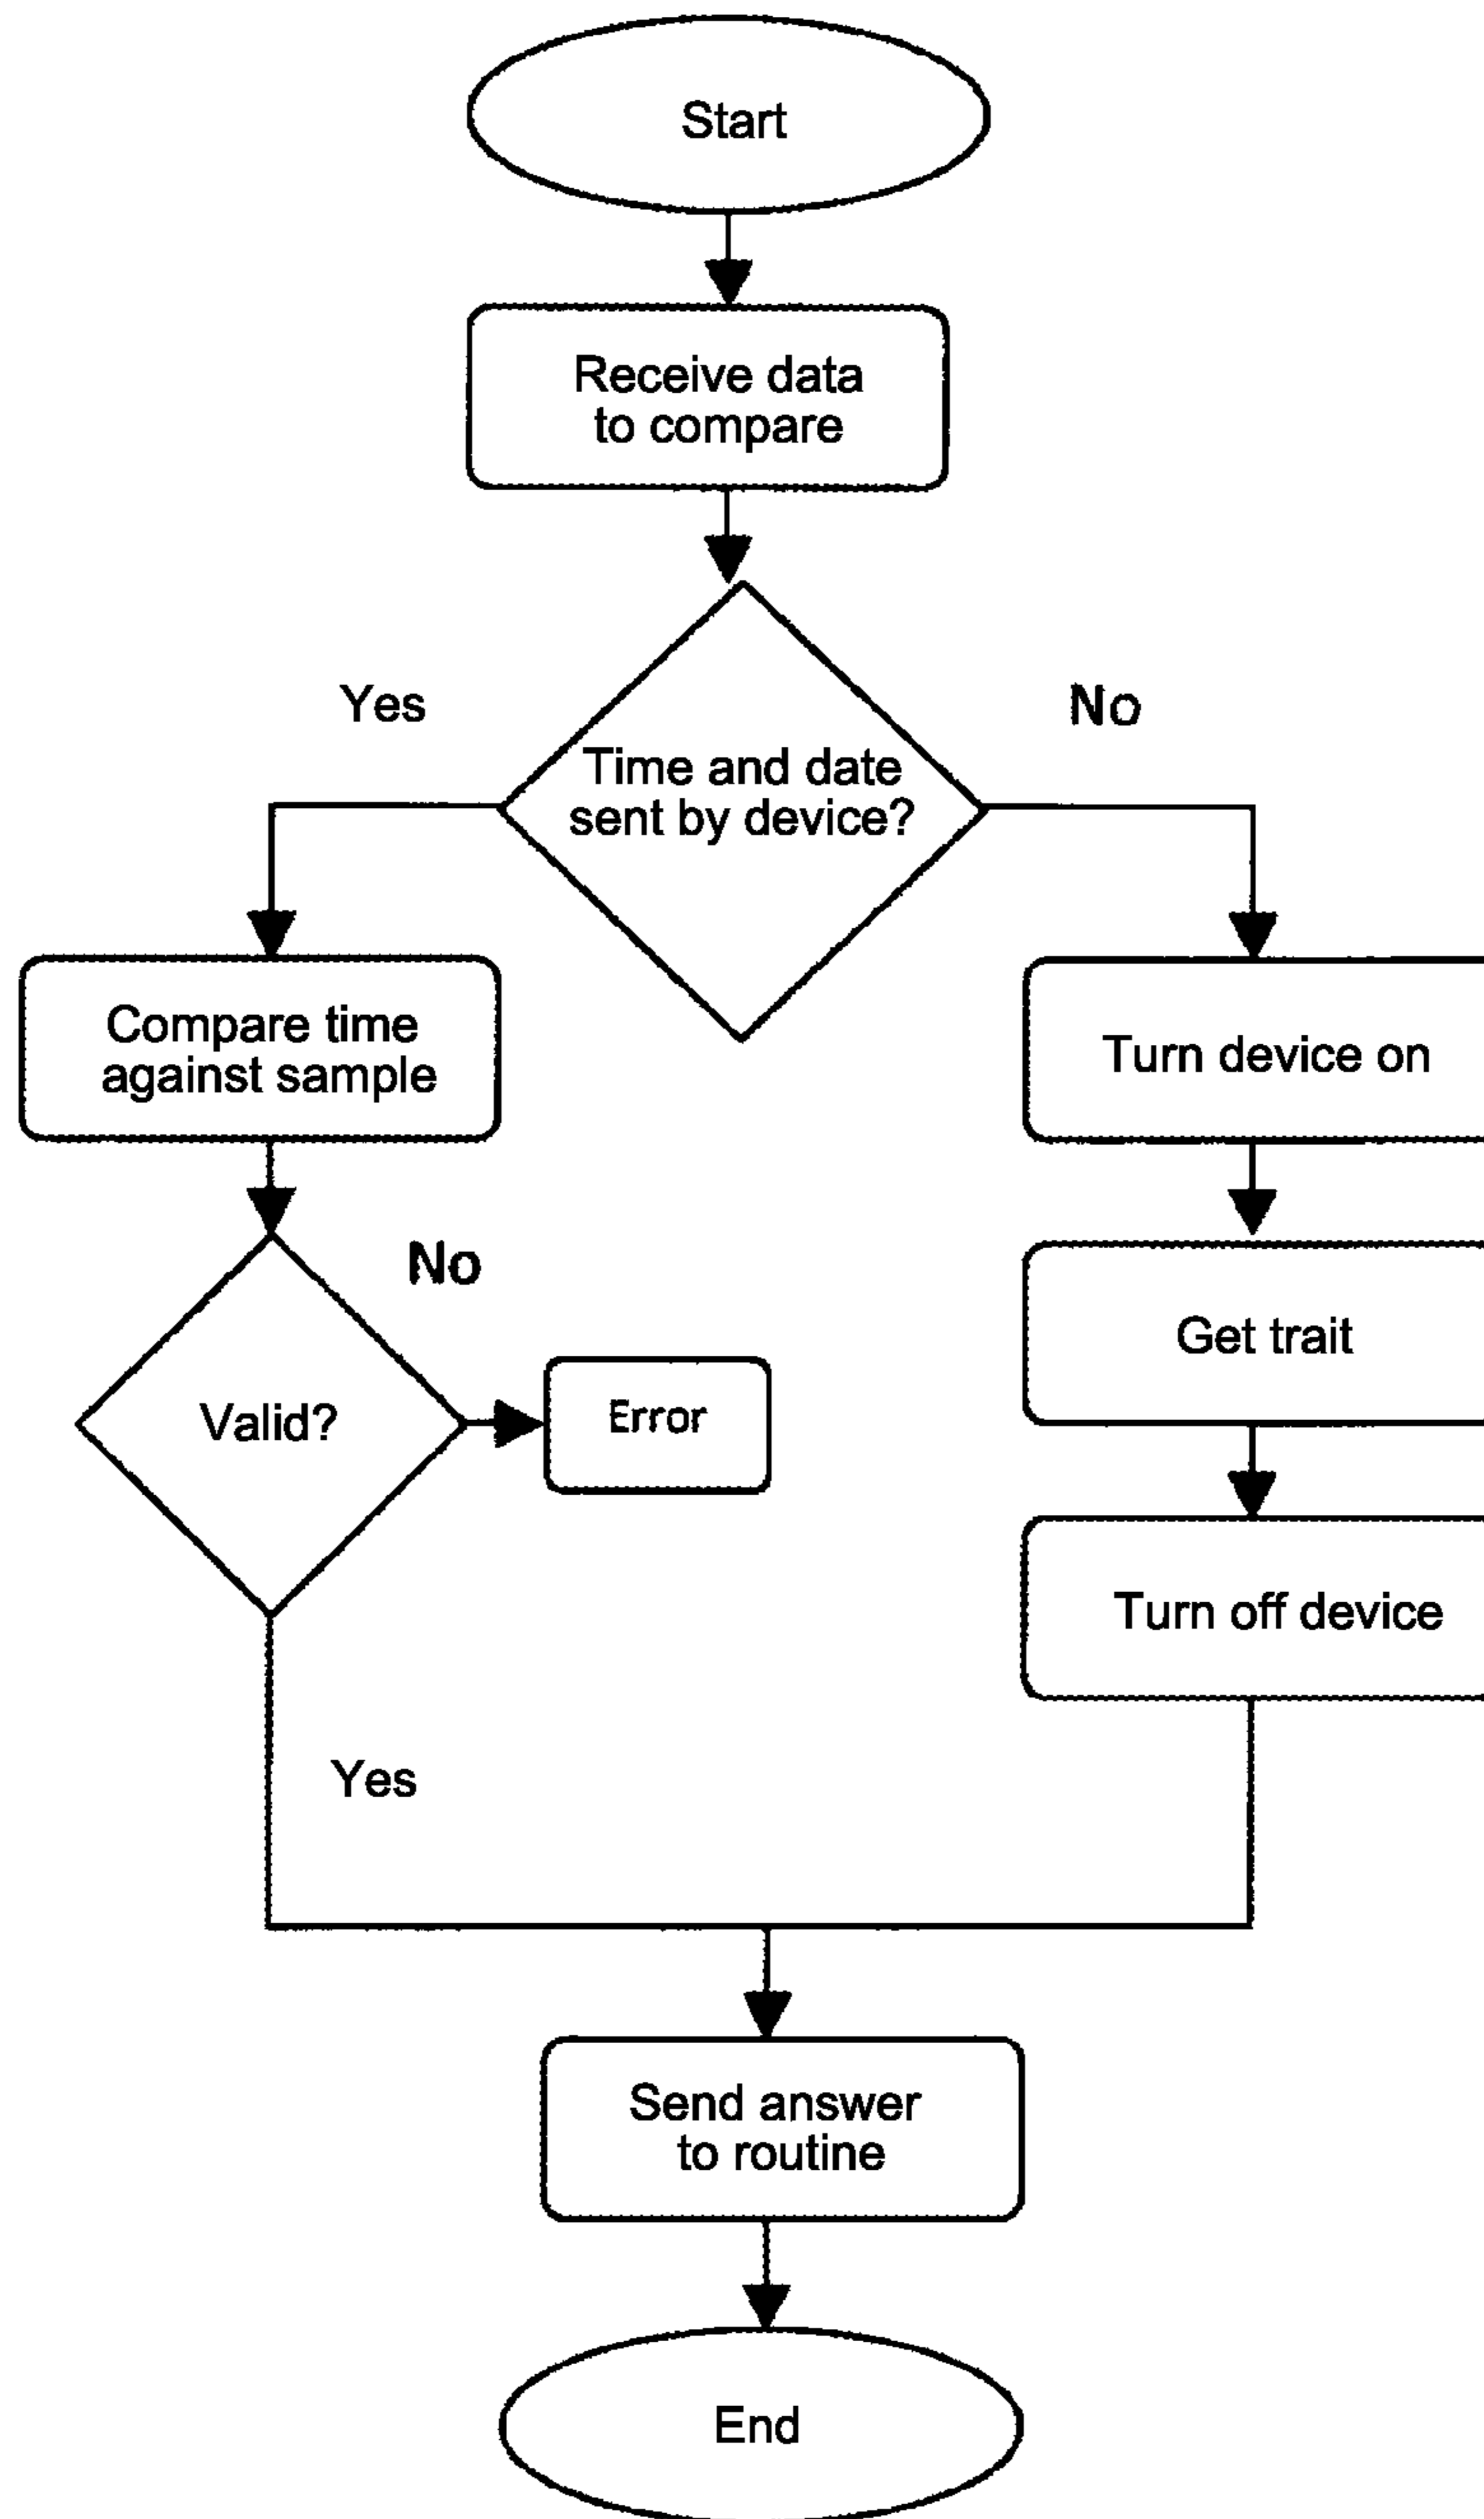 Start
Receive data
to compare
Yes
No
Time and date
sent by device?
Compare time
against sample
Turn device on
No
Valid?
Error
Get trait
Turn off device
Yes
Send answer
to routine
End